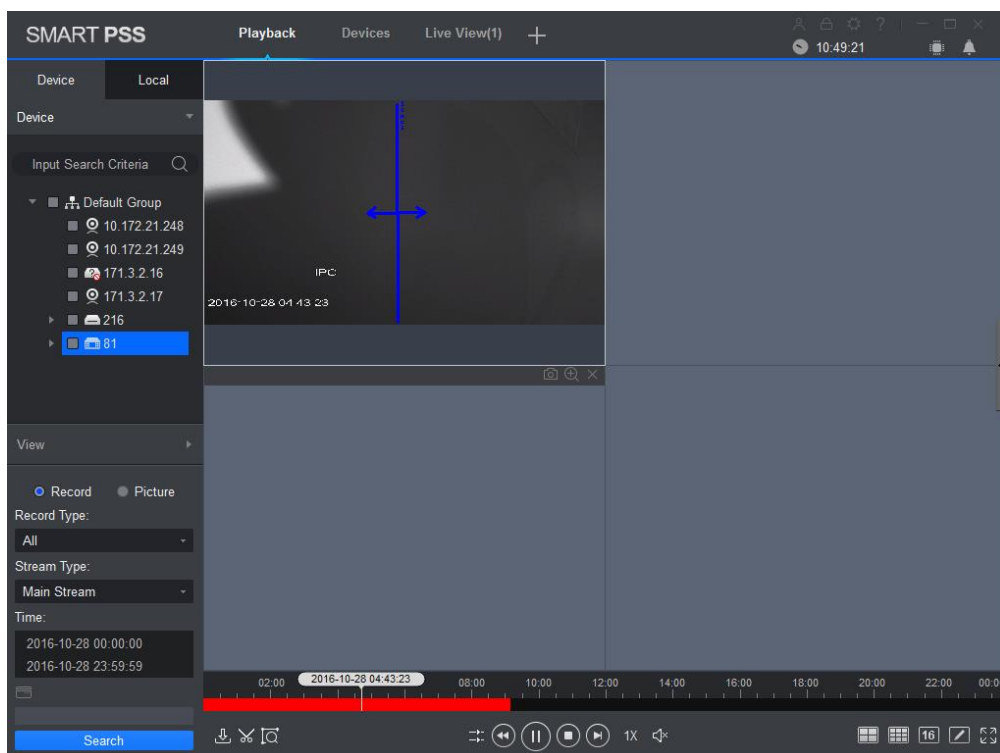 SMART PSS
Playback
Devices
Live View(1)
10:49:21
Device
Local
Device
Input Search Criteria
Default Group
10.172.21.248
10.172.21.249
171.3.2.16
171.3.2.17
216
81
IPC
2016-10-28 04 43 23
View
Record
Picture
Record Type:
All
Stream Type:
Main Stream
Time:
2016-10-28 00:00:00
2016-10-28 23:59:59
Search
02:00
2016-10-28 04:43:23
08:00
10:00
12:00
14:00
16:00
18:00
20:00
22:00
1X
16